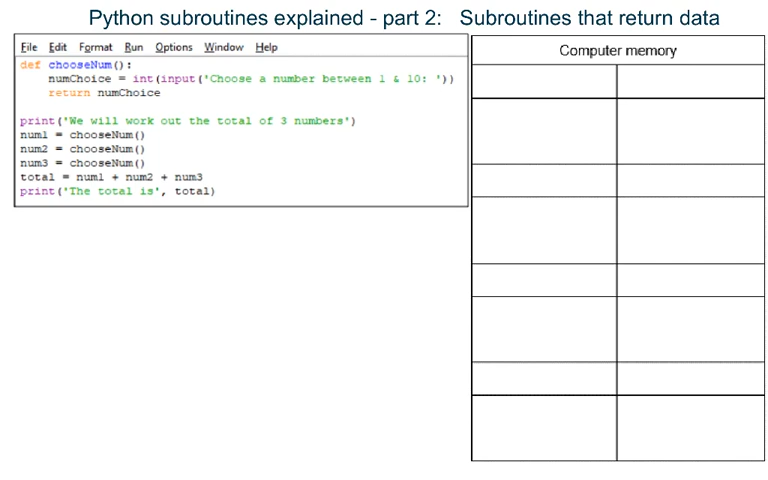 Python subroutines explained - part 2: Subroutines that return data
File Edit Format Run Options Window Help
def chooseNum():
numChoice = int(input('Choose a number between 1 & 10: '))
return numChoice
print('We will work out the total of 3 numbers')
num1 = chooseNum()
num2 = chooseNum()
num3 = chooseNum()
total = num1 + num2 + num3
print('The total is', total)
Computer memory